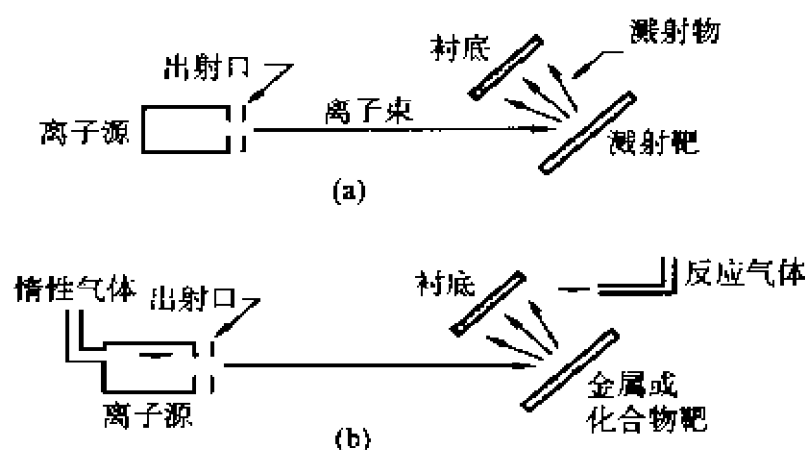 衬底
溅射物
出射口
离子束
离子源
溅射靶
(a)
惰性气体
出射口
衬底
反应气体
离子源
金属或
化合物靶
(b)